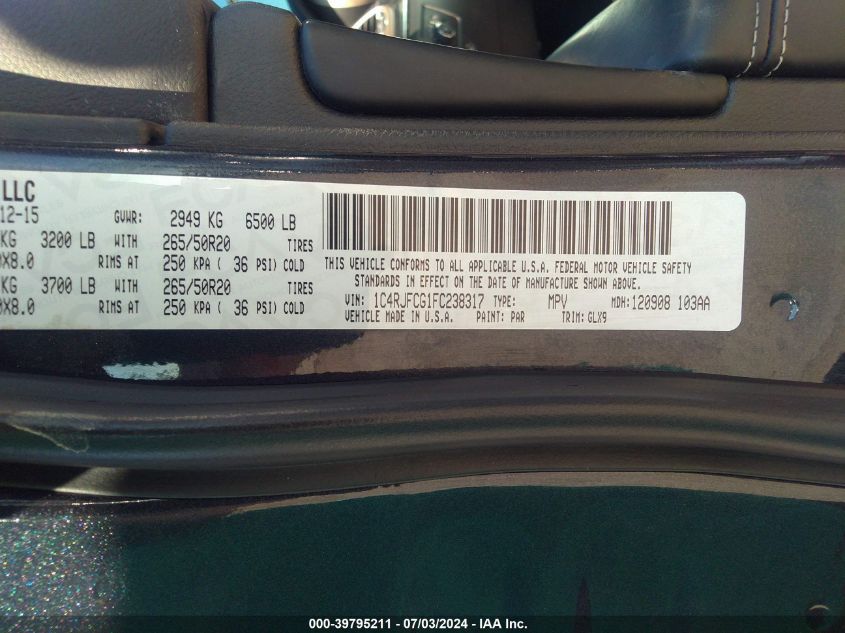 LLC
12-15 GVWR: 2949 KG 6500 LB
KG 3200 LB WITH 265/50R20 TIRES
0X8.0 RIMS AT 250 KPA ( 36 PSI) COLD
KG 3700 LB WITH 265/50R20 TIRES
0X8.0 RIMS AT 250 KPA ( 36 PSI) COLD
THIS VEHICLE CONFORMS TO ALL APPLICABLE U.S.A. FEDERAL MOTOR VEHICLE SAFETY
STANDARDS IN EFFECT ON THE DATE OF MANUFACTURE SHOWN ABOVE.
VIN: 1C4RJFCG1FC238317 TYPE: MPV MDH: 120908 103AA
VEHICLE MADE IN U.S.A. PAINT: PAR TRIM: GLX9
000-39795211 - 07/03/2024 - IAA Inc.